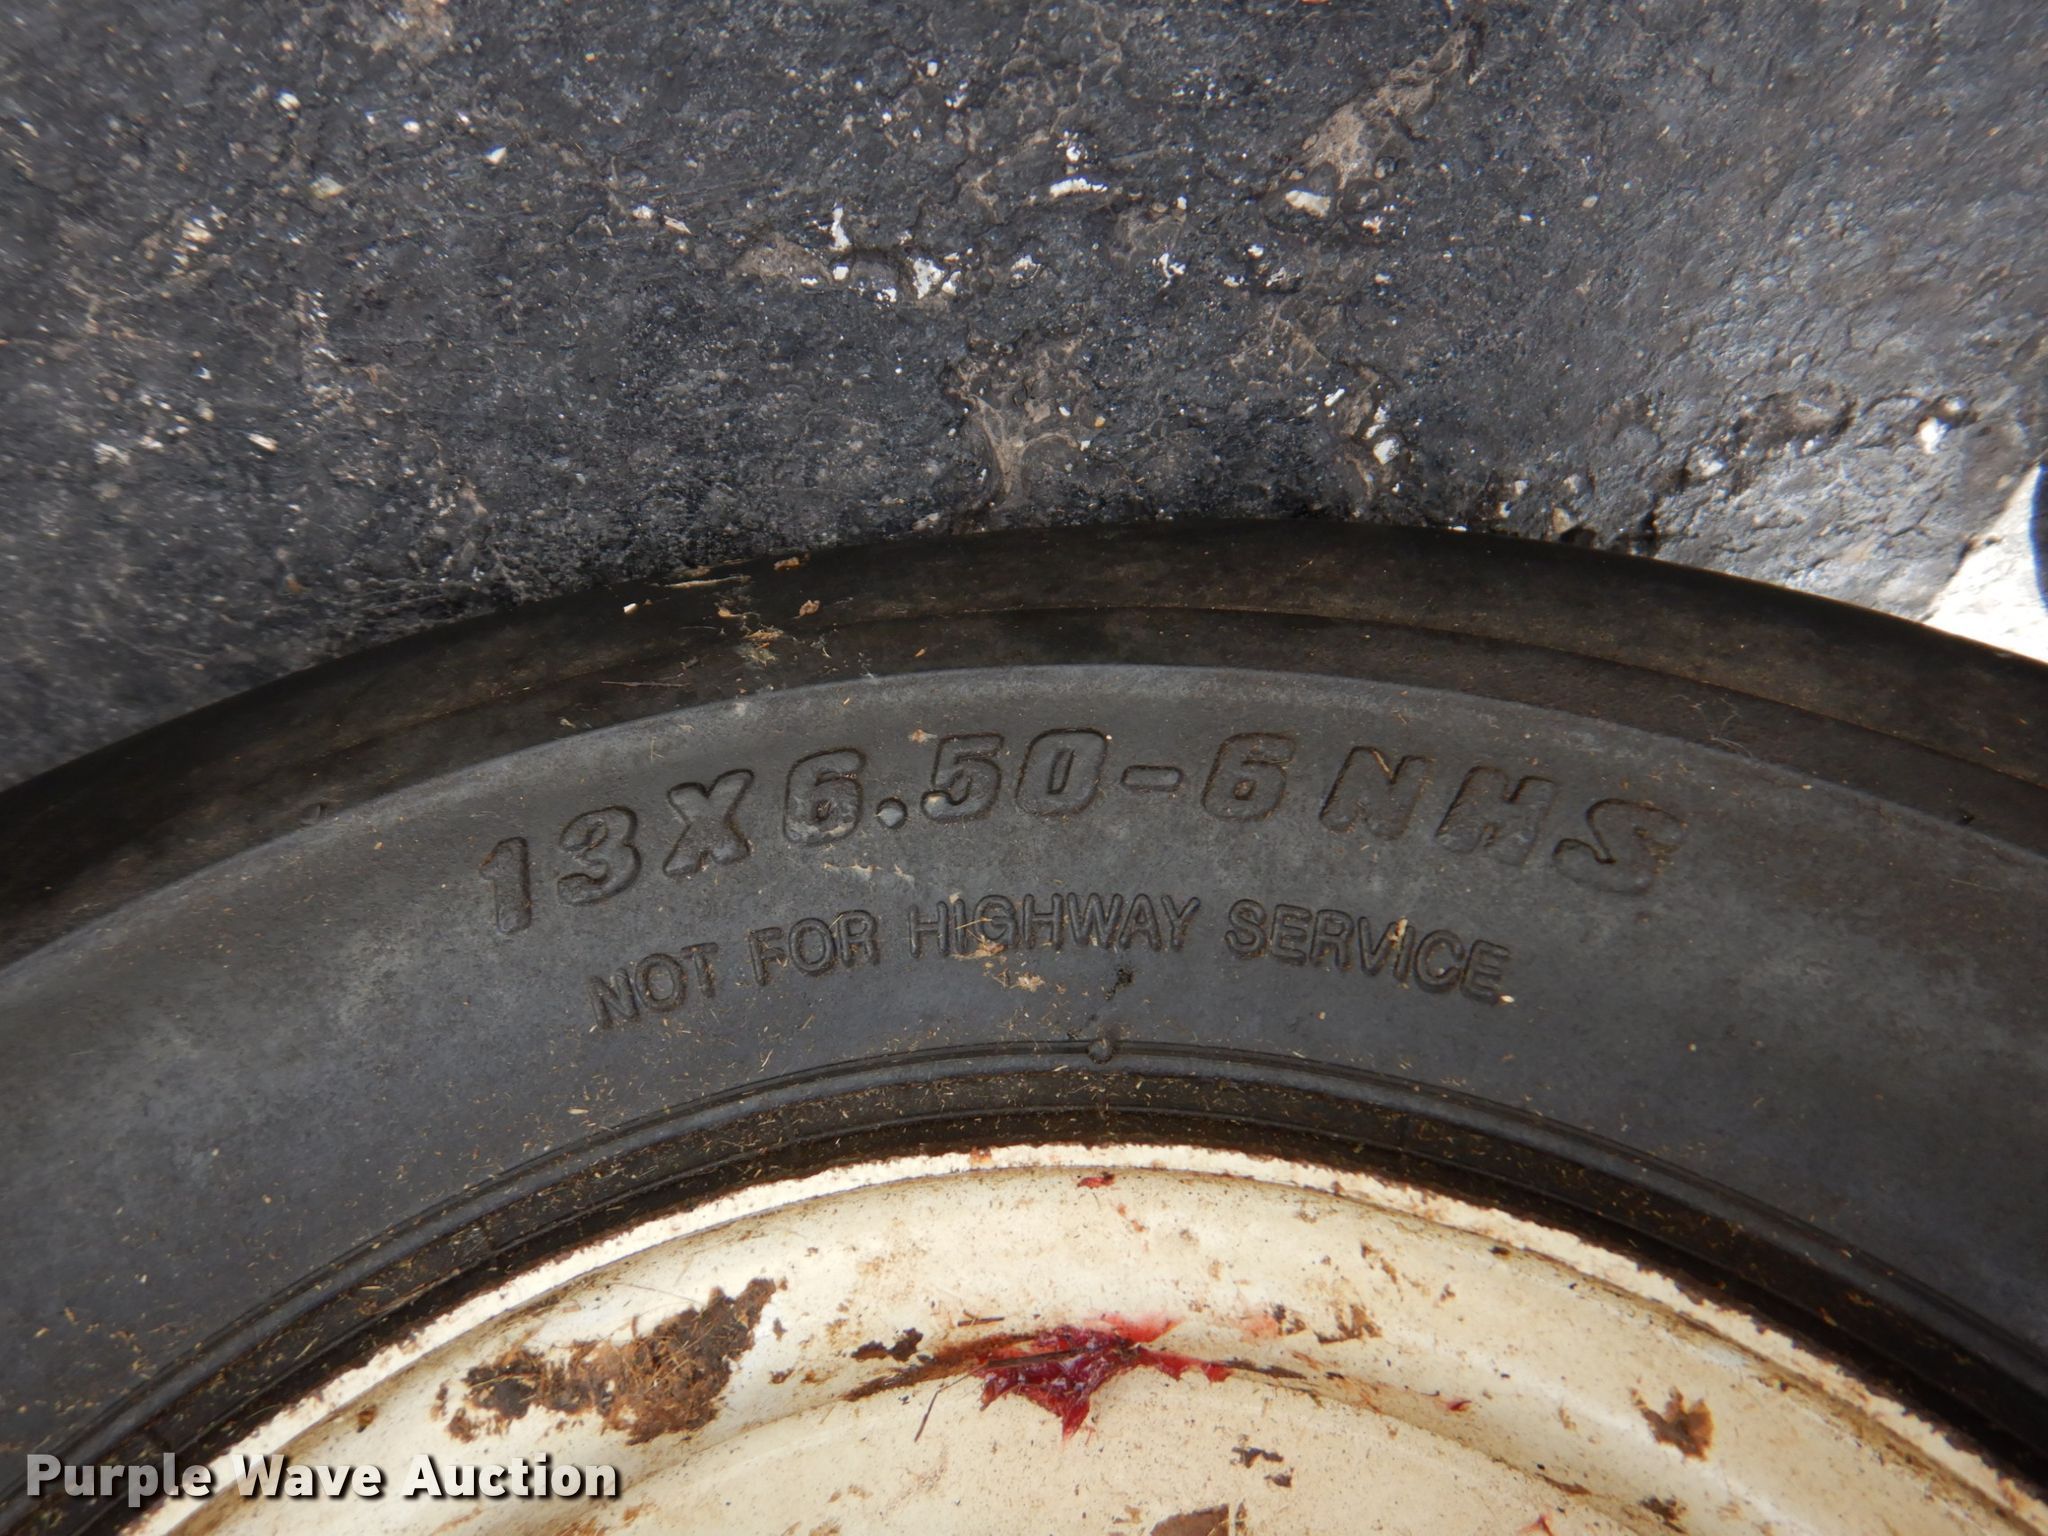 13X6.50-6NHS
NOT FOR HIGHWAY SERVICE
Purple Wave Auction